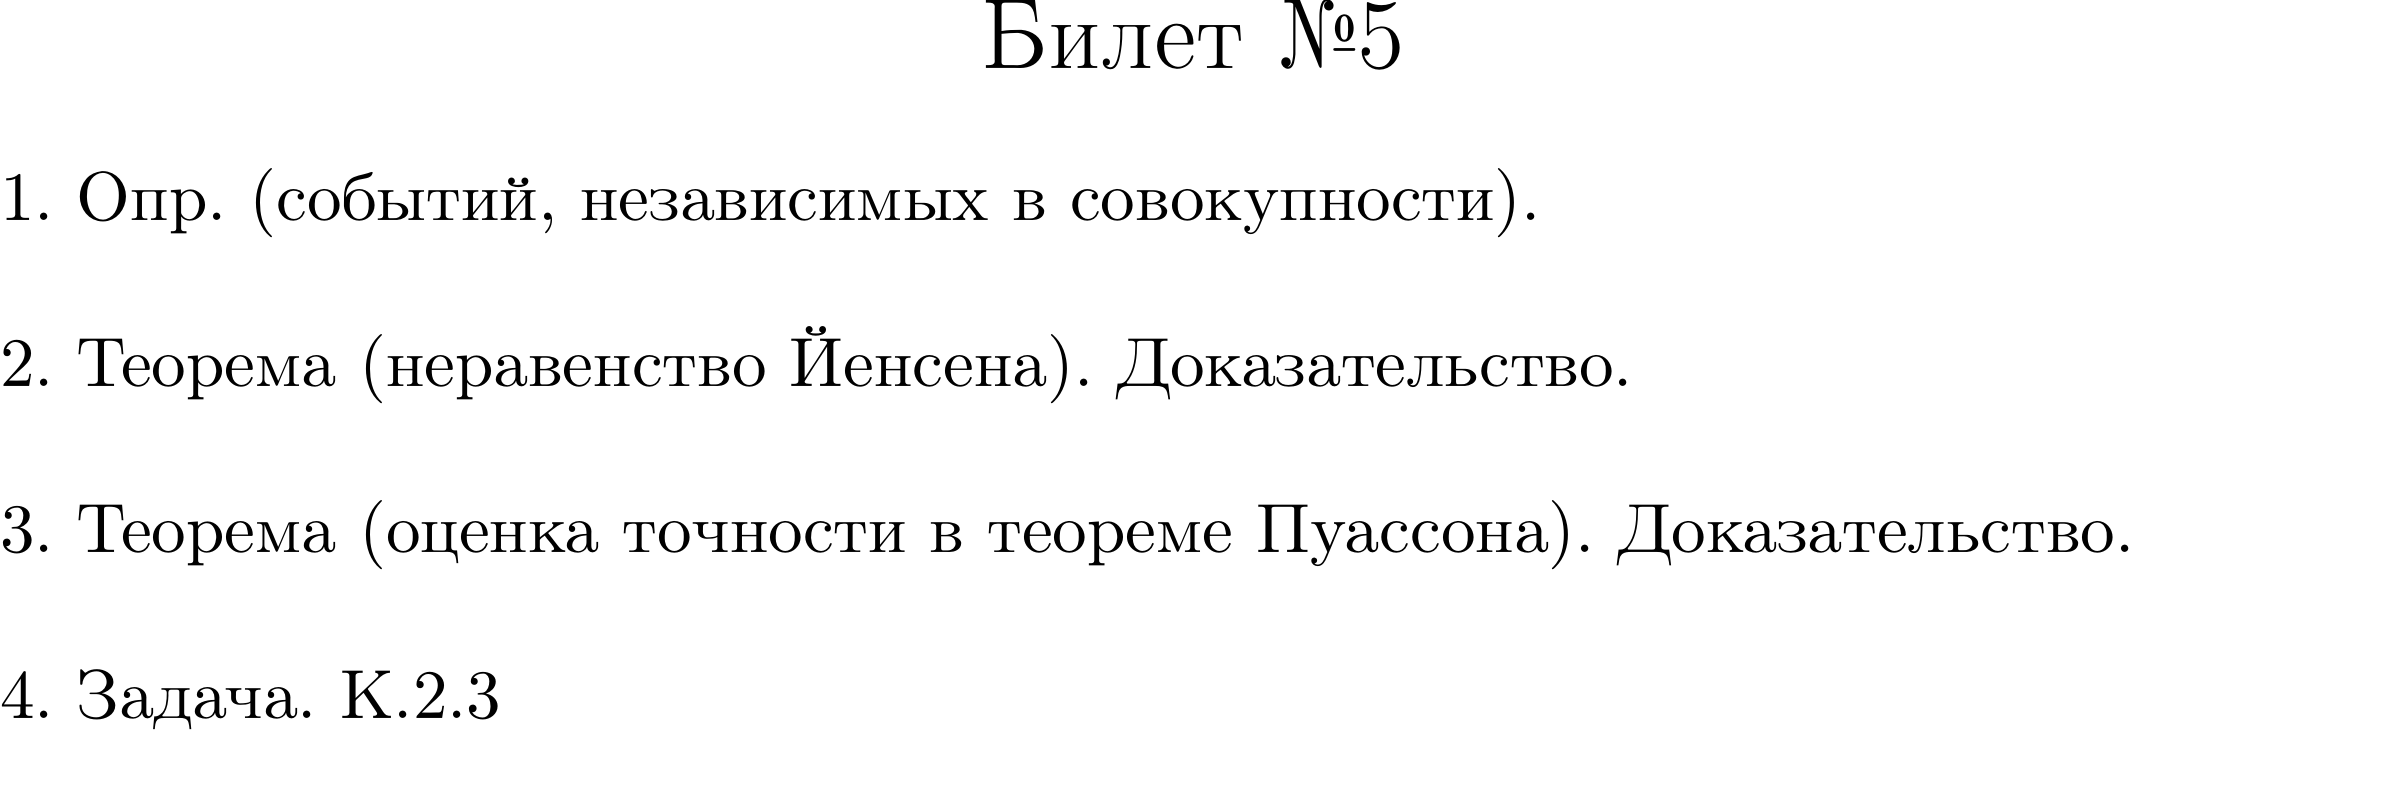 Билет №5
1. Опр. (событий, независимых в совокупности).
2. Теорема (неравенство Йенсена). Доказательство.
3. Теорема (оценка точности в теореме Пуассона). Доказательство.
4. Задача. К.2.3